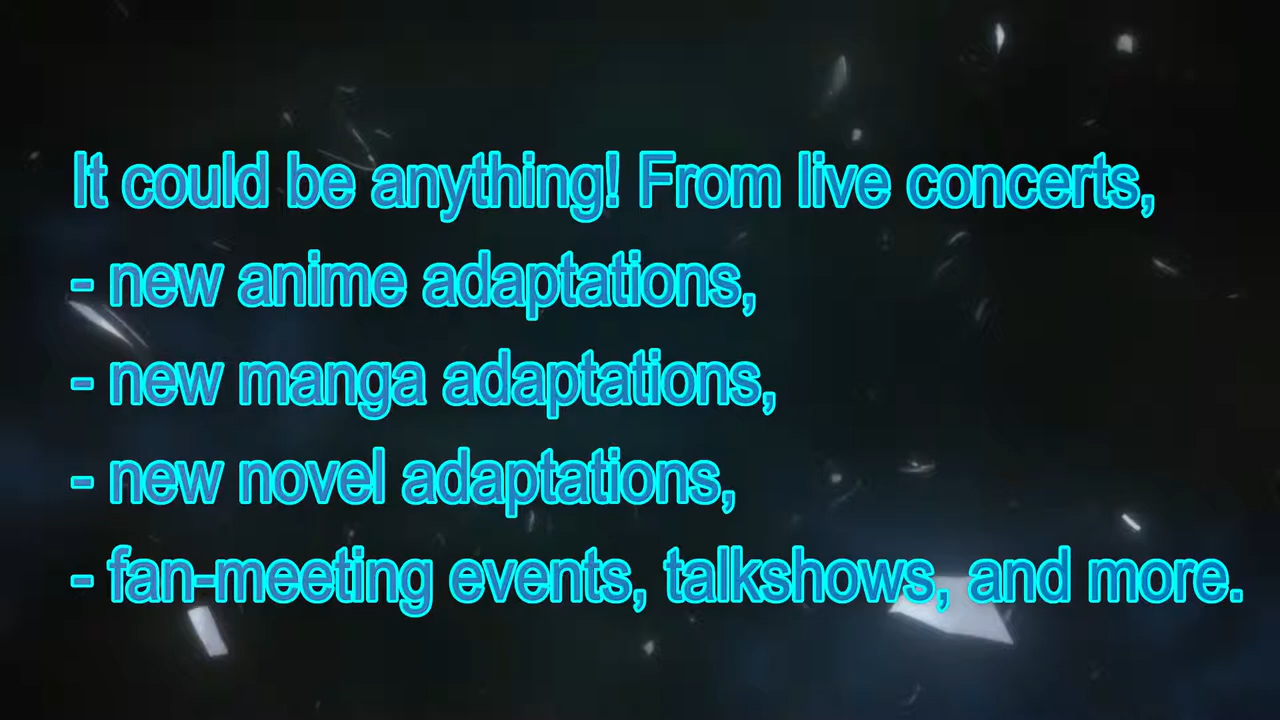 It could be anything! From live concerts,
- new anime adaptations,
- new manga adaptations,
- new novel adaptations,
- fan-meeting events, talkshows, and more.